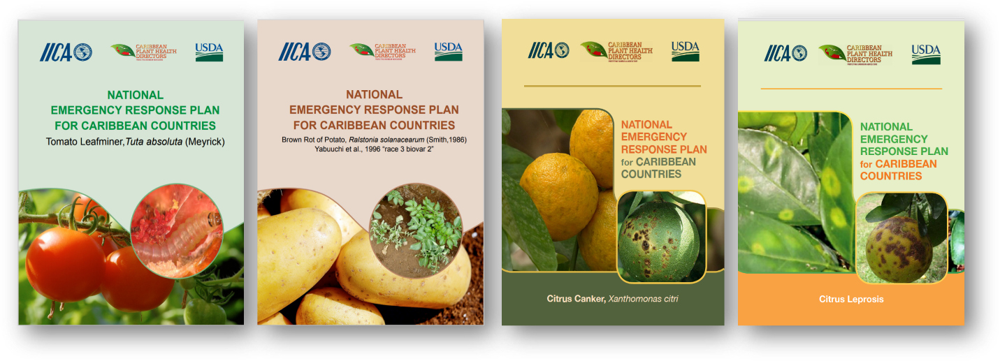 IICA
CARIBBEAN
PLANT HEALTH
DIRECTORS
USDA
NATIONAL
EMERGENCY RESPONSE PLAN
FOR CARIBBEAN COUNTRIES
Tomato Leafminer,Tuta absoluta (Meyrick)
IICA
CARIBBEAN
PLANT HEALTH
DIRECTORS
USDA
NATIONAL
EMERGENCY RESPONSE PLAN
FOR CARIBBEAN COUNTRIES
Brown Rot of Potato, Ralstonia solanacearum (Smith,1986)
Yabuuchi et al., 1996 “race 3 biovar 2”
IICA
CARIBBEAN
PLANT HEALTH
DIRECTORS
USDA
NATIONAL
EMERGENCY
RESPONSE PLAN
for CARIBBEAN
COUNTRIES
Citrus Canker, Xanthomonas citri
IICA
CARIBBEAN
PLANT HEALTH
DIRECTORS
USDA
NATIONAL
EMERGENCY
RESPONSE PLAN
for CARIBBEAN
COUNTRIES
Citrus Leprosis